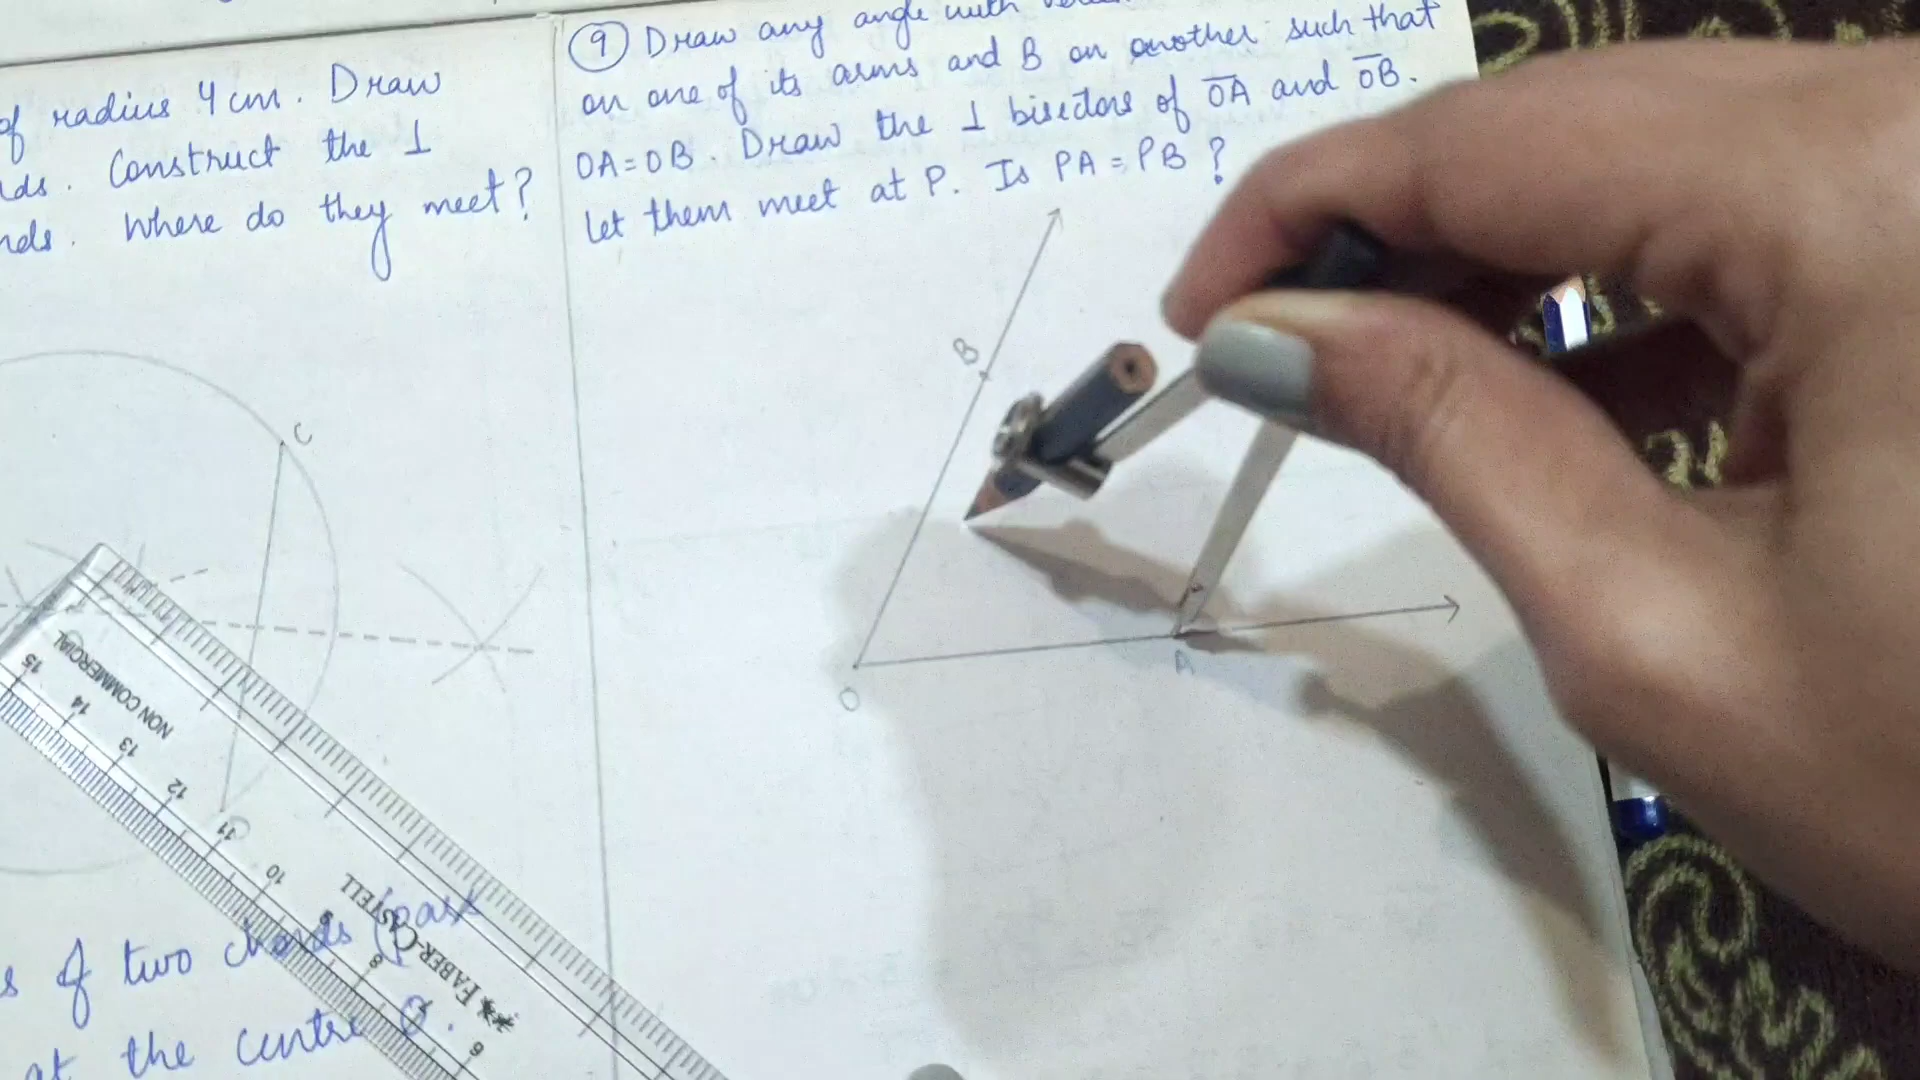 of radius 4 cm. Draw
Construct the ⊥
Where do they meet?
9 Draw any angle with
on one of its arms and B on another such that
OA = OB. Draw the ⊥ bisectors of OA and OB.
Let them meet at P. Is PA = PB ?
B
O
A
C
NON COMMERCIAL
15 14 13 12 11 10 9 8 6
FABER-CASTELL
s of two chords pass
at the centre O.